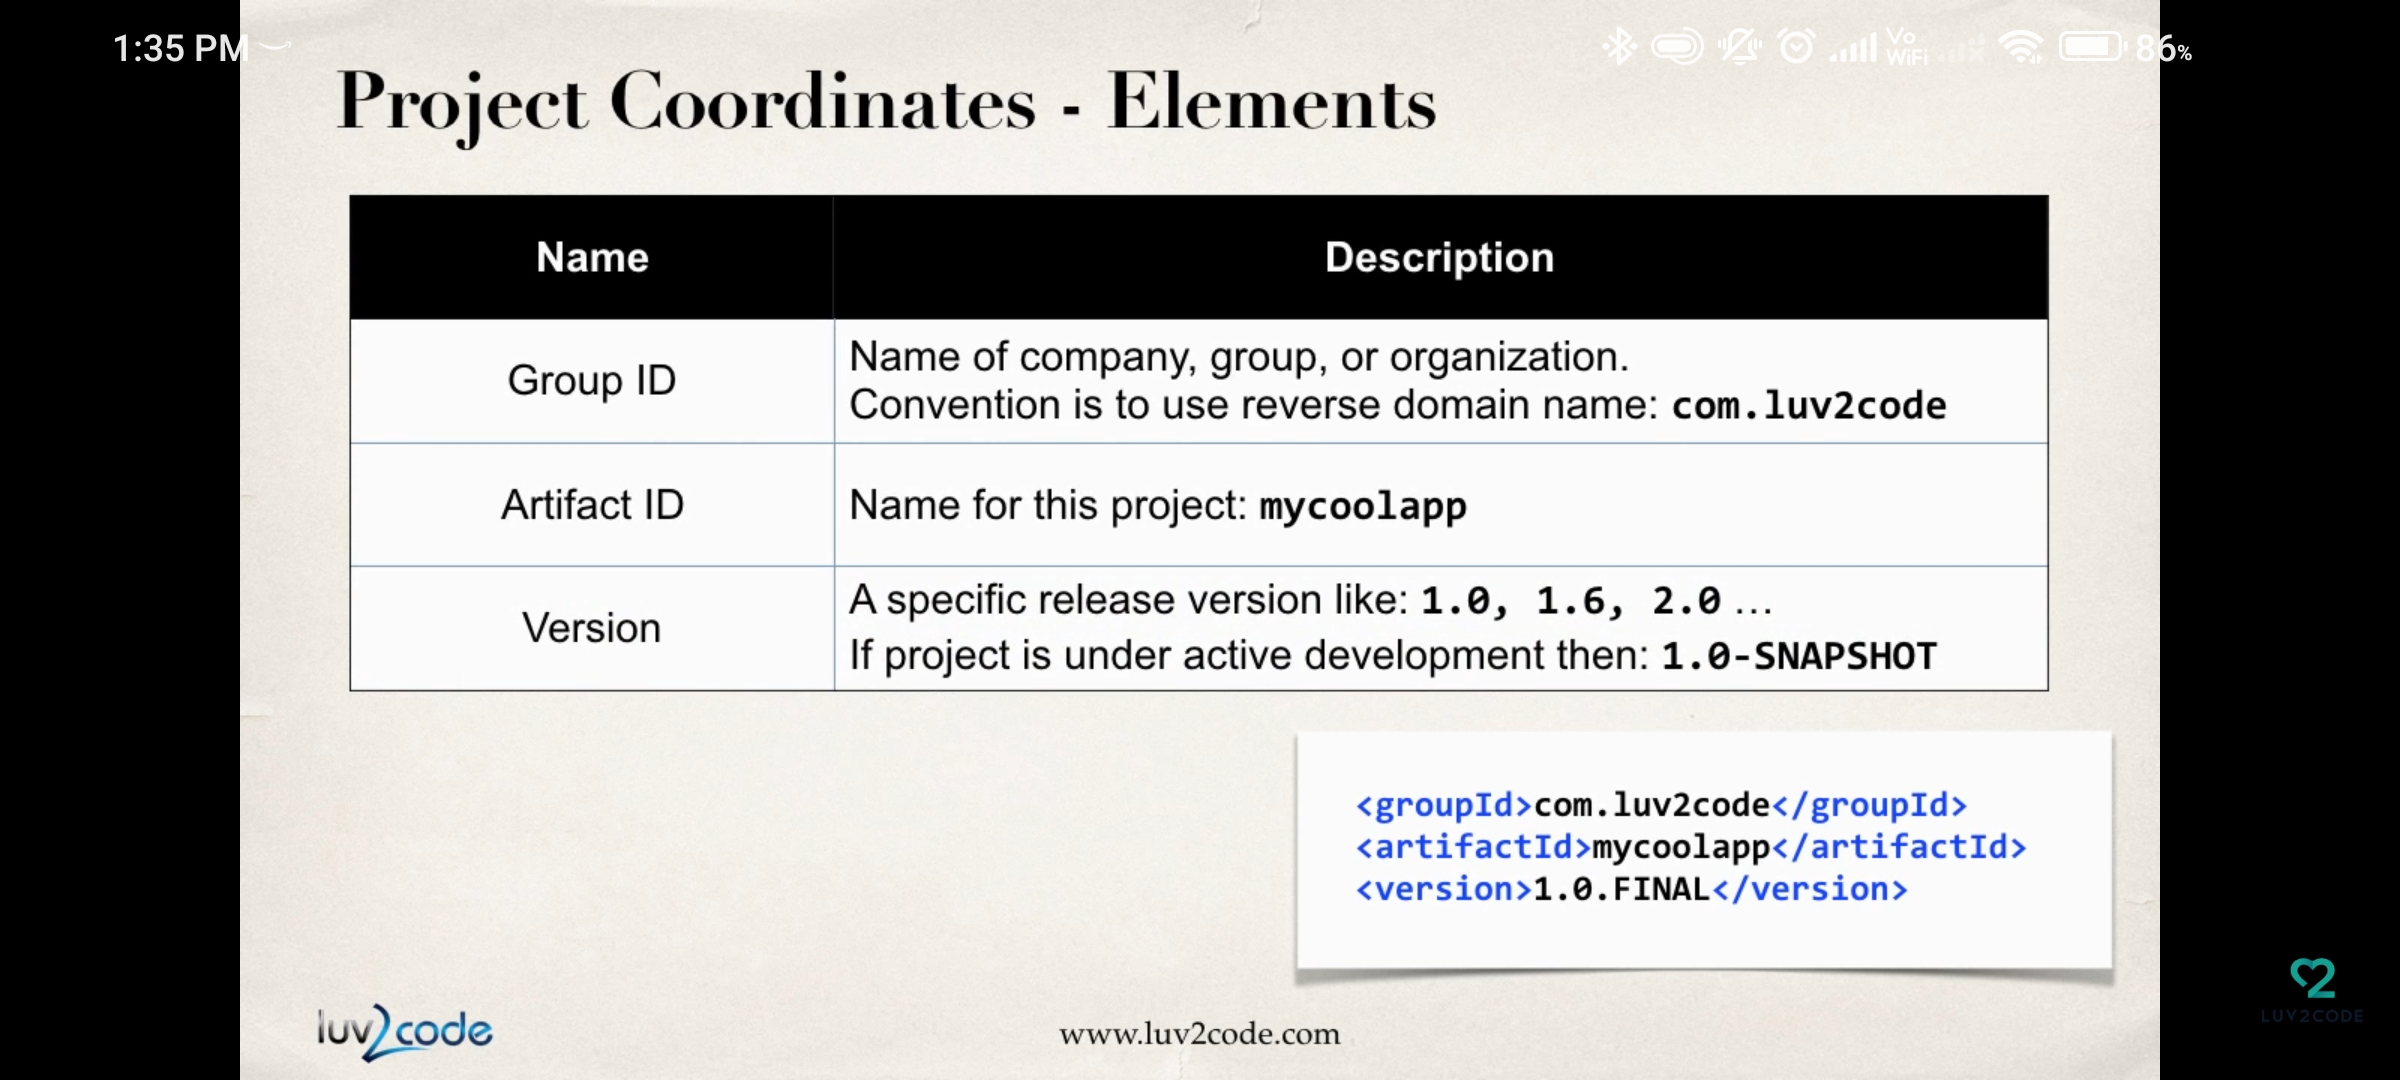 1:35 PM
Vo
WiFi
86%
Project Coordinates - Elements
Name
Description
Group ID
Name of company, group, or organization.
Convention is to use reverse domain name: com.luv2code
Artifact ID
Name for this project: mycoolapp
Version
A specific release version like: 1.0, 1.6, 2.0 ...
If project is under active development then: 1.0-SNAPSHOT
<groupId>com.luv2code</groupId>
<artifactId>mycoolapp</artifactId>
<version>1.0.FINAL</version>
luv2code
www.luv2code.com
LUV2CODE